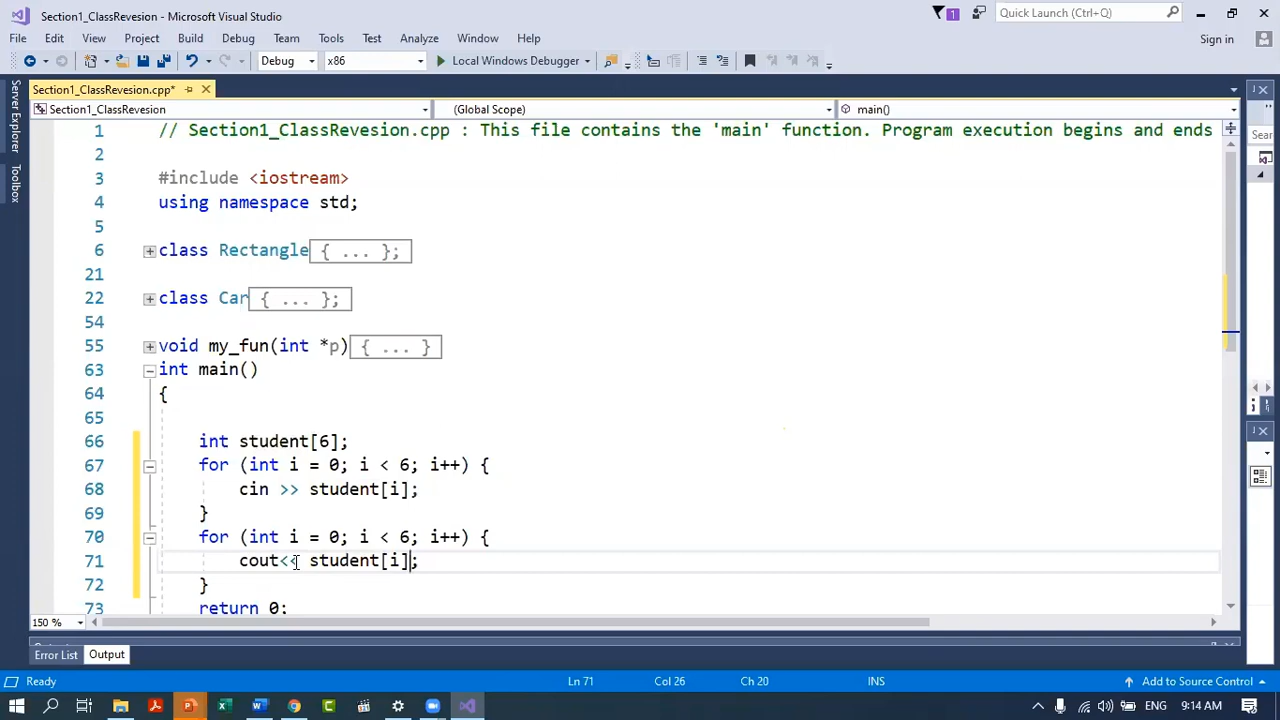 Section1_ClassRevesion - Microsoft Visual Studio
1
Quick Launch (Ctrl+Q)
File Edit View Project Build Debug Team Tools Test Analyze Window Help
Sign in
Debug x86 Local Windows Debugger
Server Explorer
Toolbox
Section1_ClassRevesion.cpp*
Section1_ClassRevesion (Global Scope) main()
1 // Section1_ClassRevesion.cpp : This file contains the 'main' function. Program execution begins and ends
2
3 #include <iostream>
4 using namespace std;
5
6 class Rectangle { ... };
21
22 class Car { ... };
54
55 void my_fun(int *p) { ... }
63 int main()
64 {
65
66 int student[6];
67 for (int i = 0; i < 6; i++) {
68 cin >> student[i];
69 }
70 for (int i = 0; i < 6; i++) {
71 cout<< student[i];
72 }
73 return 0;
Sear
150 %
Error List Output
Ready Ln 71 Col 26 Ch 20 INS Add to Source Control
ENG 9:14 AM